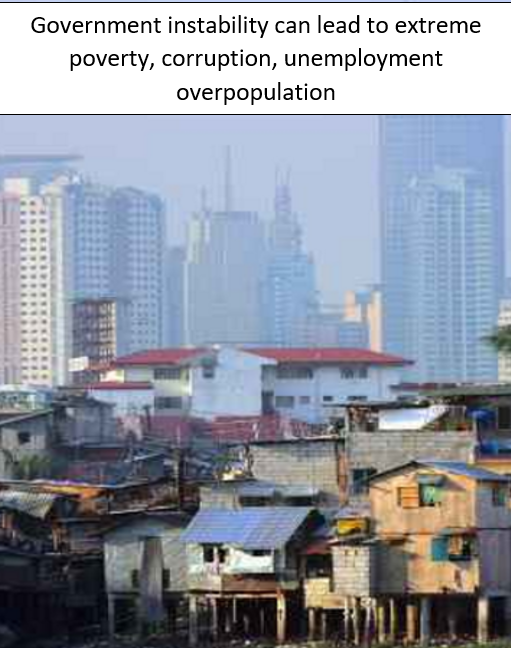 Government instability can lead to extreme
poverty, corruption, unemployment
overpopulation